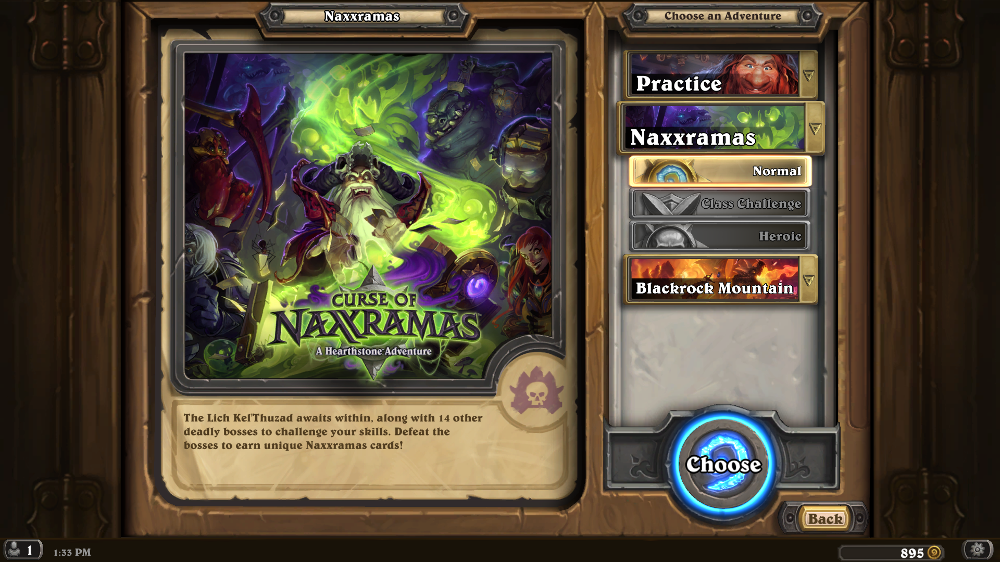 Naxxramas
Choose an Adventure
Practice
Naxxramas
Normal
Class Challenge
Heroic
Blackrock Mountain
CURSE OF
NAXXRAMAS™
A Hearthstone Adventure
The Lich Kel'Thuzad awaits within, along with 14 other
deadly bosses to challenge your skills. Defeat the
bosses to earn unique Naxxramas cards!
Choose
Back
1
1:33 PM
895